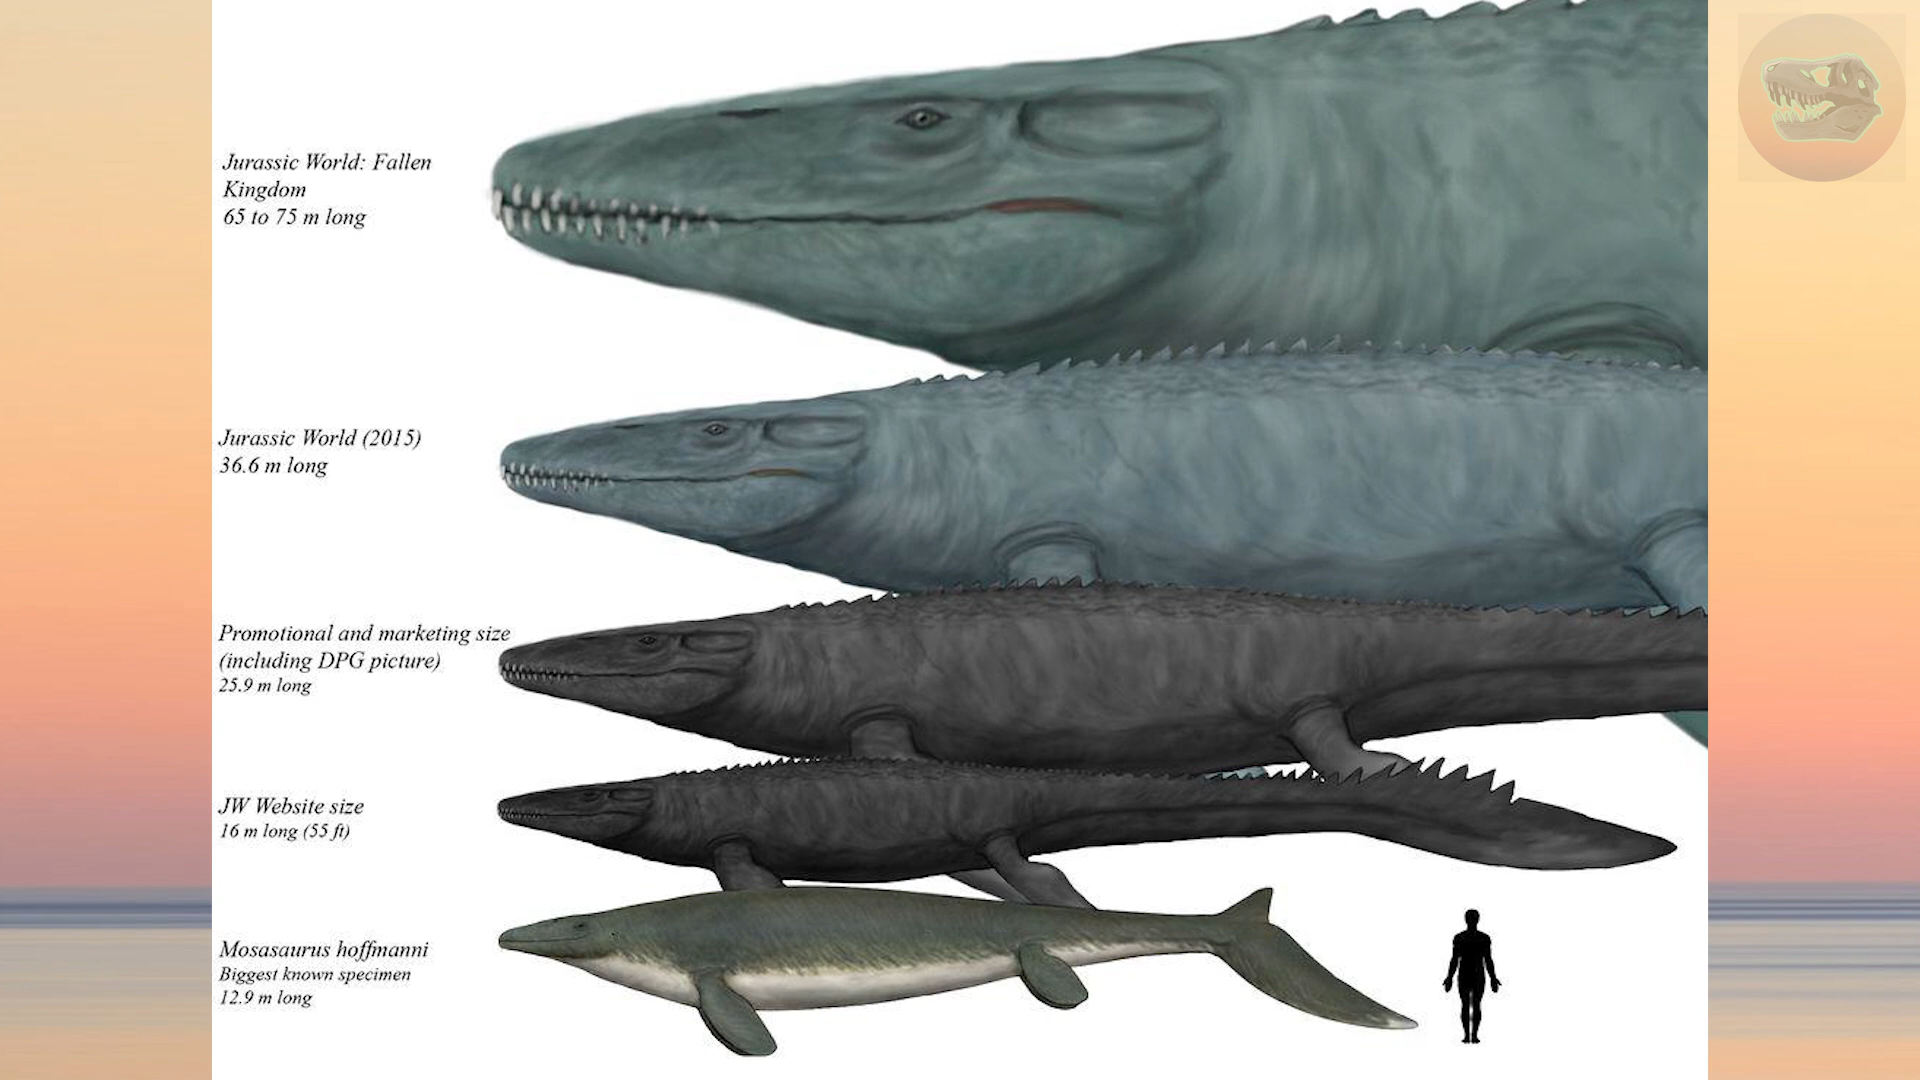 Jurassic World: Fallen
Kingdom
65 to 75 m long
Jurassic World (2015)
36.6 m long
Promotional and marketing size
(including DPG picture)
25.9 m long
JW Website size
16 m long (55 ft)
Mosasaurus hoffmanni
Biggest known specimen
12.9 m long